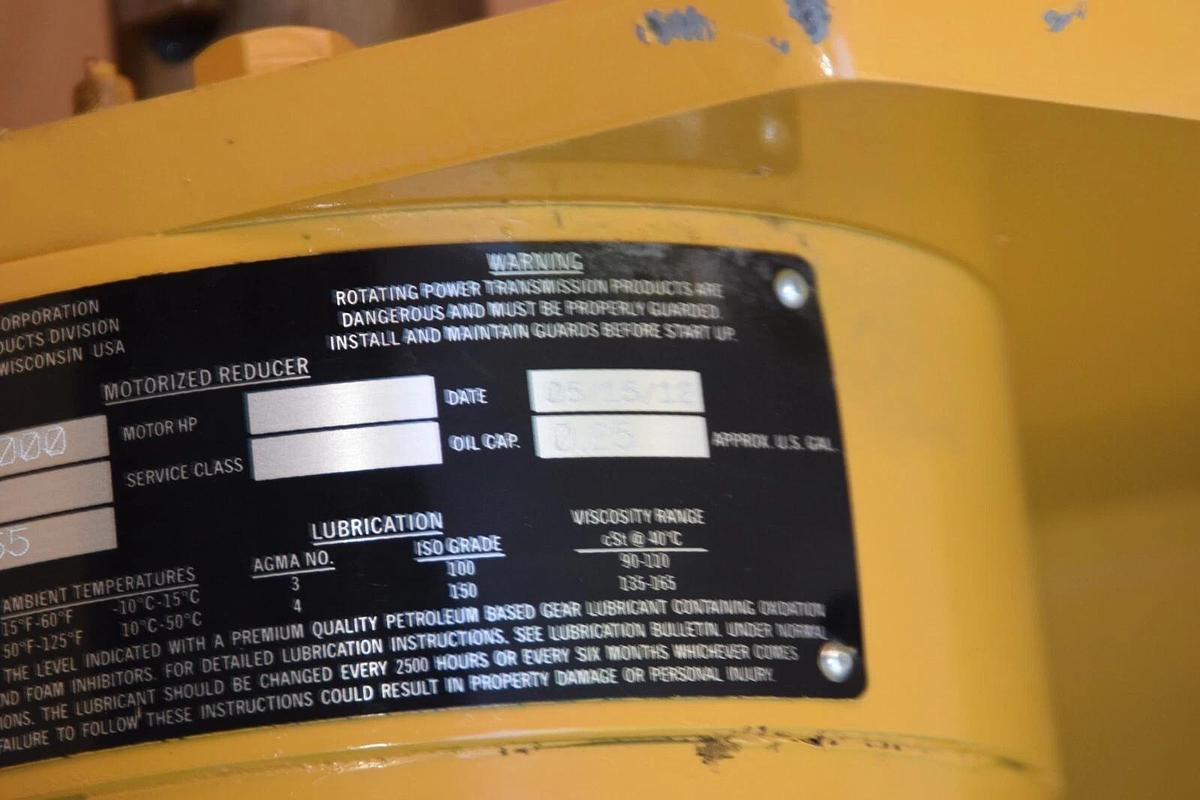 WARNING
ROTATING POWER TRANSMISSION PRODUCTS ARE
DANGEROUS AND MUST BE PROPERLY GUARDED.
INSTALL AND MAINTAIN GUARDS BEFORE START UP.
ORPORATION
DUCTS DIVISION
WISCONSIN USA
MOTORIZED REDUCER
000 MOTOR HP DATE 05/15/12
SERVICE CLASS OIL CAP. 0.25 APPROX. U.S. GAL.
55
LUBRICATION
AMBIENT TEMPERATURES AGMA NO. ISO GRADE VISCOSITY RANGE
cSt @ 40°C
15°F-60°F -10°C-15°C 3 100 90-110
50°F-125°F 10°C-50°C 4 150 135-165
THE LEVEL INDICATED WITH A PREMIUM QUALITY PETROLEUM BASED GEAR LUBRICANT CONTAINING OXIDATION
ND FOAM INHIBITORS. FOR DETAILED LUBRICATION INSTRUCTIONS. SEE LUBRICATION BULLETIN. UNDER NORMAL
IONS. THE LUBRICANT SHOULD BE CHANGED EVERY 2500 HOURS OR EVERY SIX MONTHS WHICHEVER COMES
FAILURE TO FOLLOW THESE INSTRUCTIONS COULD RESULT IN PROPERTY DAMAGE OR PERSONAL INJURY.